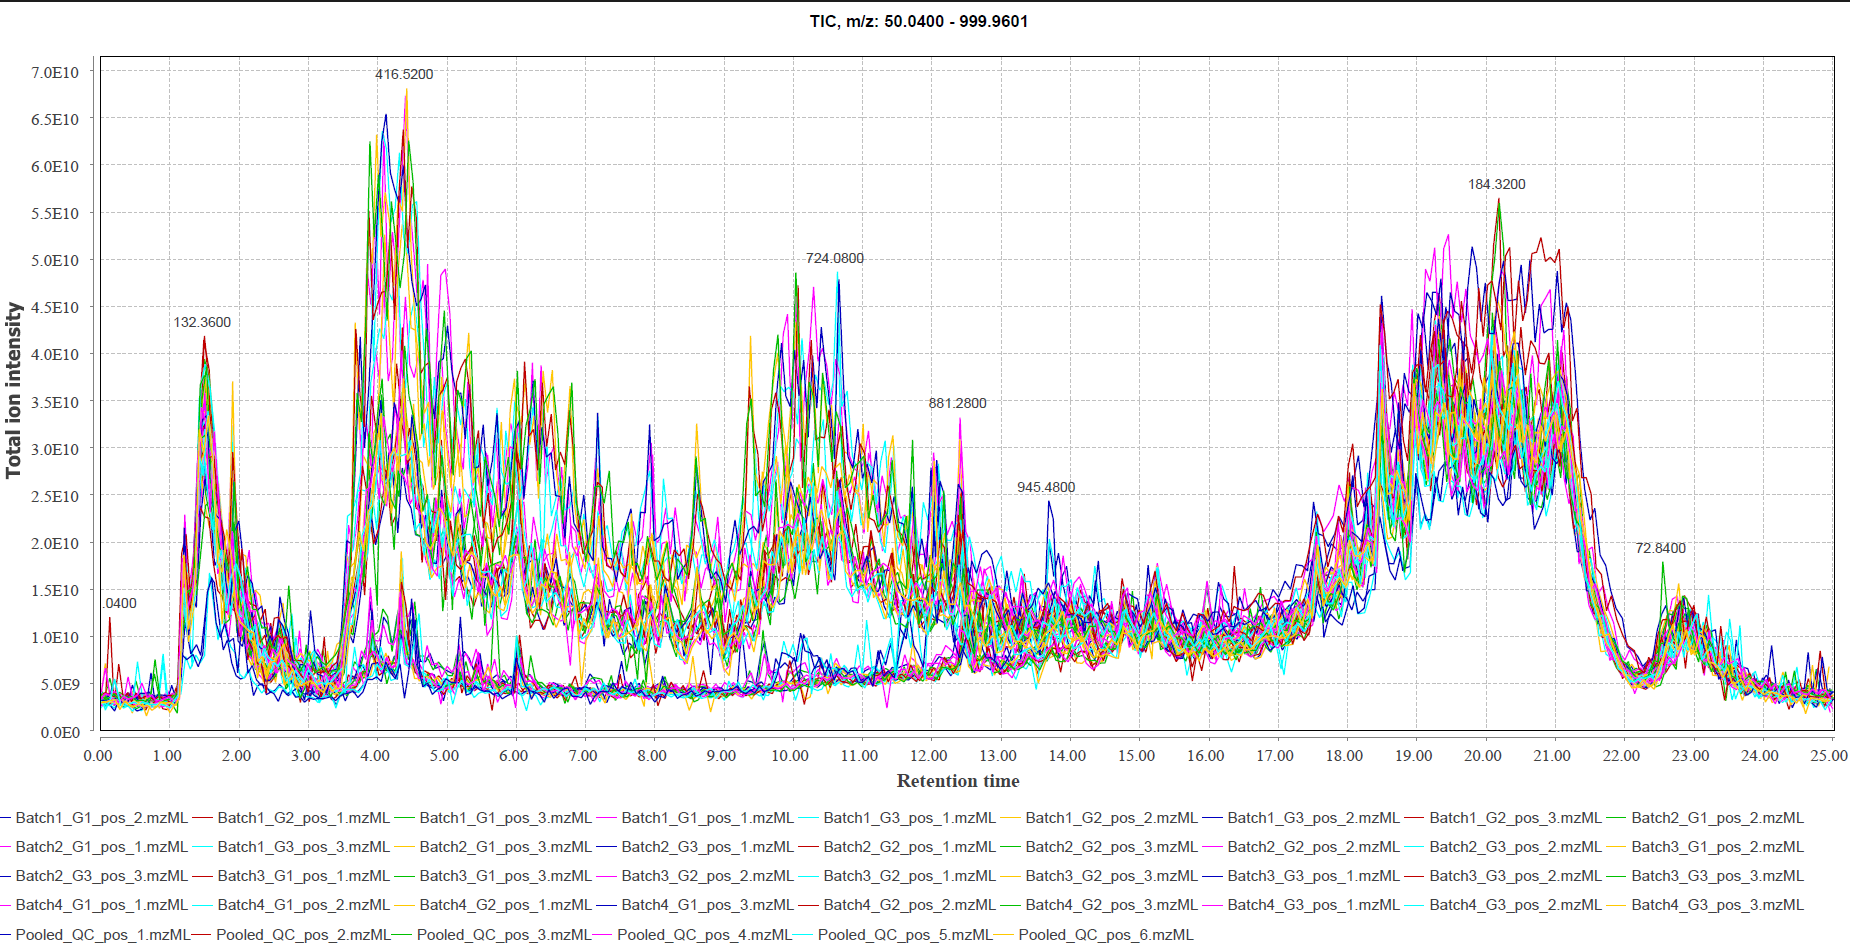 TIC, m/z: 50.0400 - 999.9601
7.0E10
416.5200
6.5E10
6.0E10
184.3200
5.5E10
5.0E10
724.0800
4.5E10
132.3600
4.0E10
881.2800
3.5E10
3.0E10
945.4800
2.5E10
2.0E10
72.8400
1.5E10
.0400
1.0E10
5.0E9
0.0E0
Total ion intensity
0.00 1.00 2.00 3.00 4.00 5.00 6.00 7.00 8.00 9.00 10.00 11.00 12.00 13.00 14.00 15.00 16.00 17.00 18.00 19.00 20.00 21.00 22.00 23.00 24.00 25.00
Retention time
Batch1_G1_pos_2.mzML Batch1_G2_pos_1.mzML Batch1_G1_pos_3.mzML Batch1_G1_pos_1.mzML Batch1_G3_pos_1.mzML Batch1_G2_pos_2.mzML Batch1_G3_pos_2.mzML Batch1_G2_pos_3.mzML Batch2_G1_pos_2.mzML
Batch2_G1_pos_1.mzML Batch1_G3_pos_3.mzML Batch2_G1_pos_3.mzML Batch2_G3_pos_1.mzML Batch2_G2_pos_1.mzML Batch2_G2_pos_3.mzML Batch2_G2_pos_2.mzML Batch2_G3_pos_2.mzML Batch3_G1_pos_2.mzML
Batch2_G3_pos_3.mzML Batch3_G1_pos_1.mzML Batch3_G1_pos_3.mzML Batch3_G2_pos_2.mzML Batch3_G2_pos_1.mzML Batch3_G2_pos_3.mzML Batch3_G3_pos_1.mzML Batch3_G3_pos_2.mzML Batch3_G3_pos_3.mzML
Batch4_G1_pos_1.mzML Batch4_G1_pos_2.mzML Batch4_G2_pos_1.mzML Batch4_G1_pos_3.mzML Batch4_G2_pos_2.mzML Batch4_G2_pos_3.mzML Batch4_G3_pos_1.mzML Batch4_G3_pos_2.mzML Batch4_G3_pos_3.mzML
Pooled_QC_pos_1.mzML Pooled_QC_pos_2.mzML Pooled_QC_pos_3.mzML Pooled_QC_pos_4.mzML Pooled_QC_pos_5.mzML Pooled_QC_pos_6.mzML